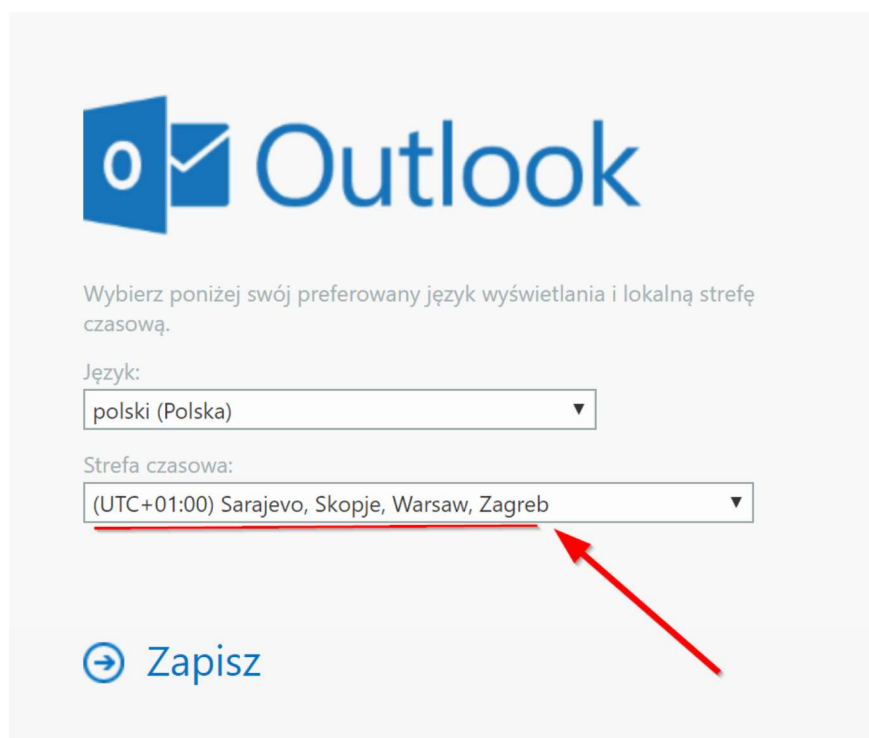 Outlook
Wybierz poniżej swój preferowany język wyświetlania i lokalną strefę
czasową.
Język:
polski (Polska)
Strefa czasowa:
(UTC+01:00) Sarajevo, Skopje, Warsaw, Zagreb
Zapisz